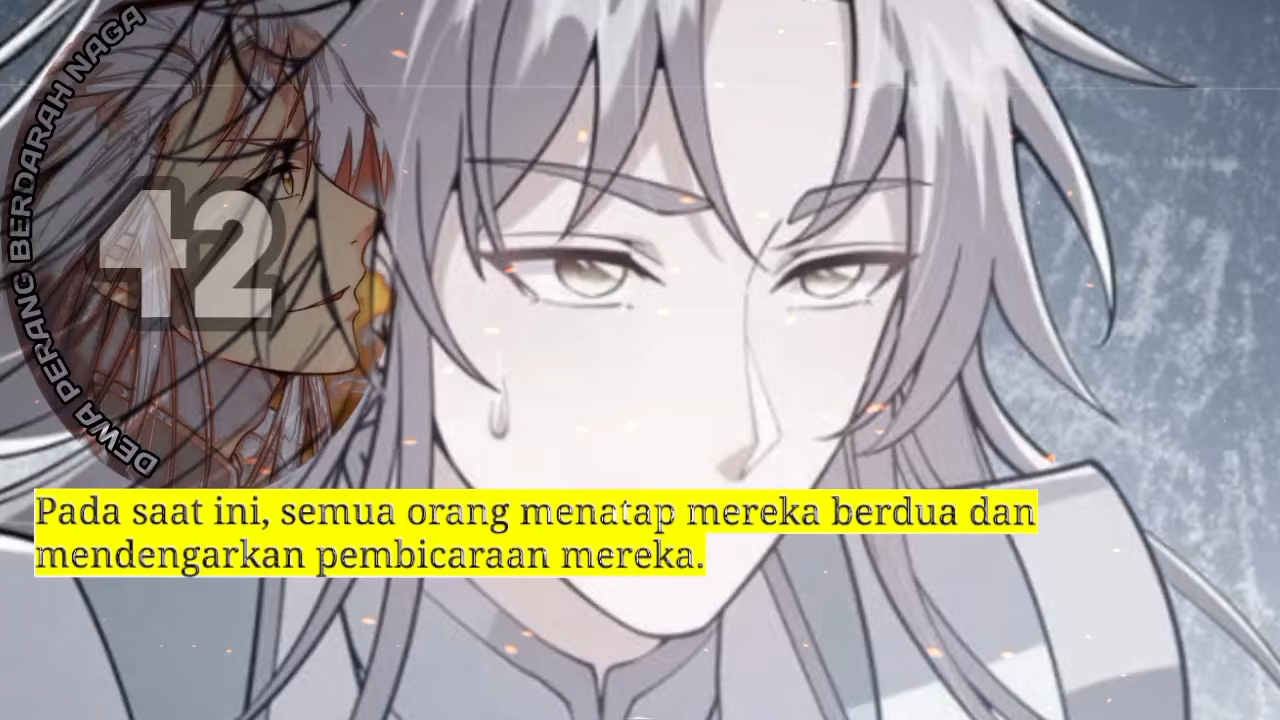 DEWA PERANG BERDARAH NAGA
42
Pada saat ini, semua orang menatap mereka berdua dan
mendengarkan pembicaraan mereka.